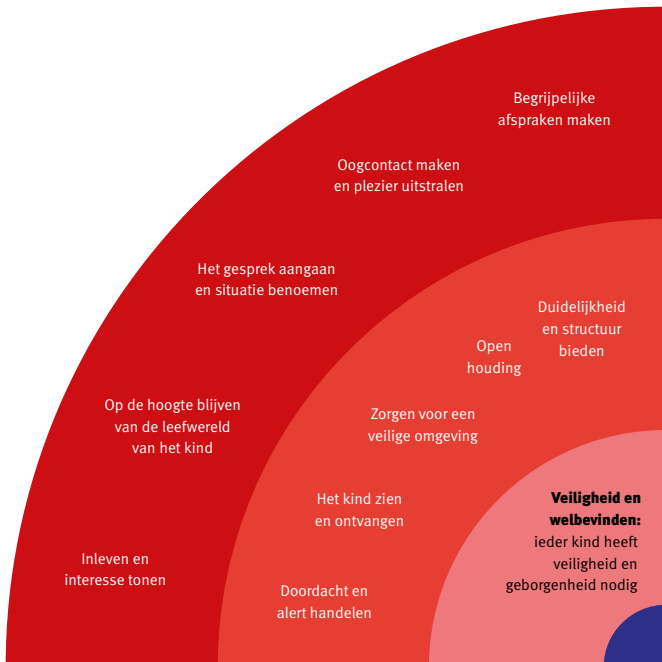 Begrijpelijke
afspraken maken
Oogcontact maken
en plezier uitstralen
Het gesprek aangaan
en situatie benoemen
Op de hoogte blijven
van de leefwereld
van het kind
Inleven en
interesse tonen
Duidelijkheid
en structuur
bieden
Open
houding
Zorgen voor een
veilige omgeving
Het kind zien
en ontvangen
Doordacht en
alert handelen
Veiligheid en
welbevinden:
ieder kind heeft
veiligheid en
geborgenheid nodig